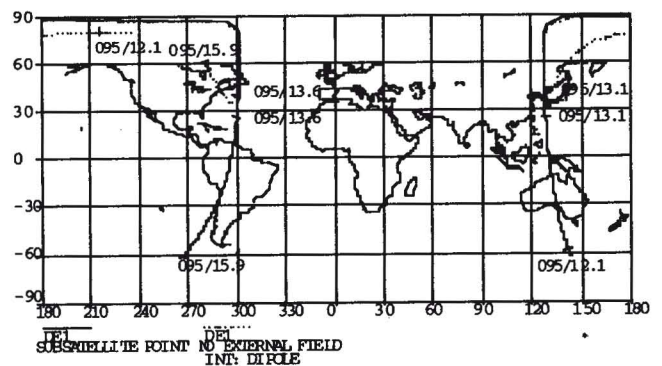 90
095/12.1 095/15.9
60
095/13.6 5/13.1
30
095/13.6 095/13.1
0
-30
-60
095/15.9 095/12.1
-90
180 210 240 270 300 330 0 30 60 90 120 150 180
DE1 DE1
SUBSATELLITE POINT NO EXTERNAL FIELD
INT: DIPOLE